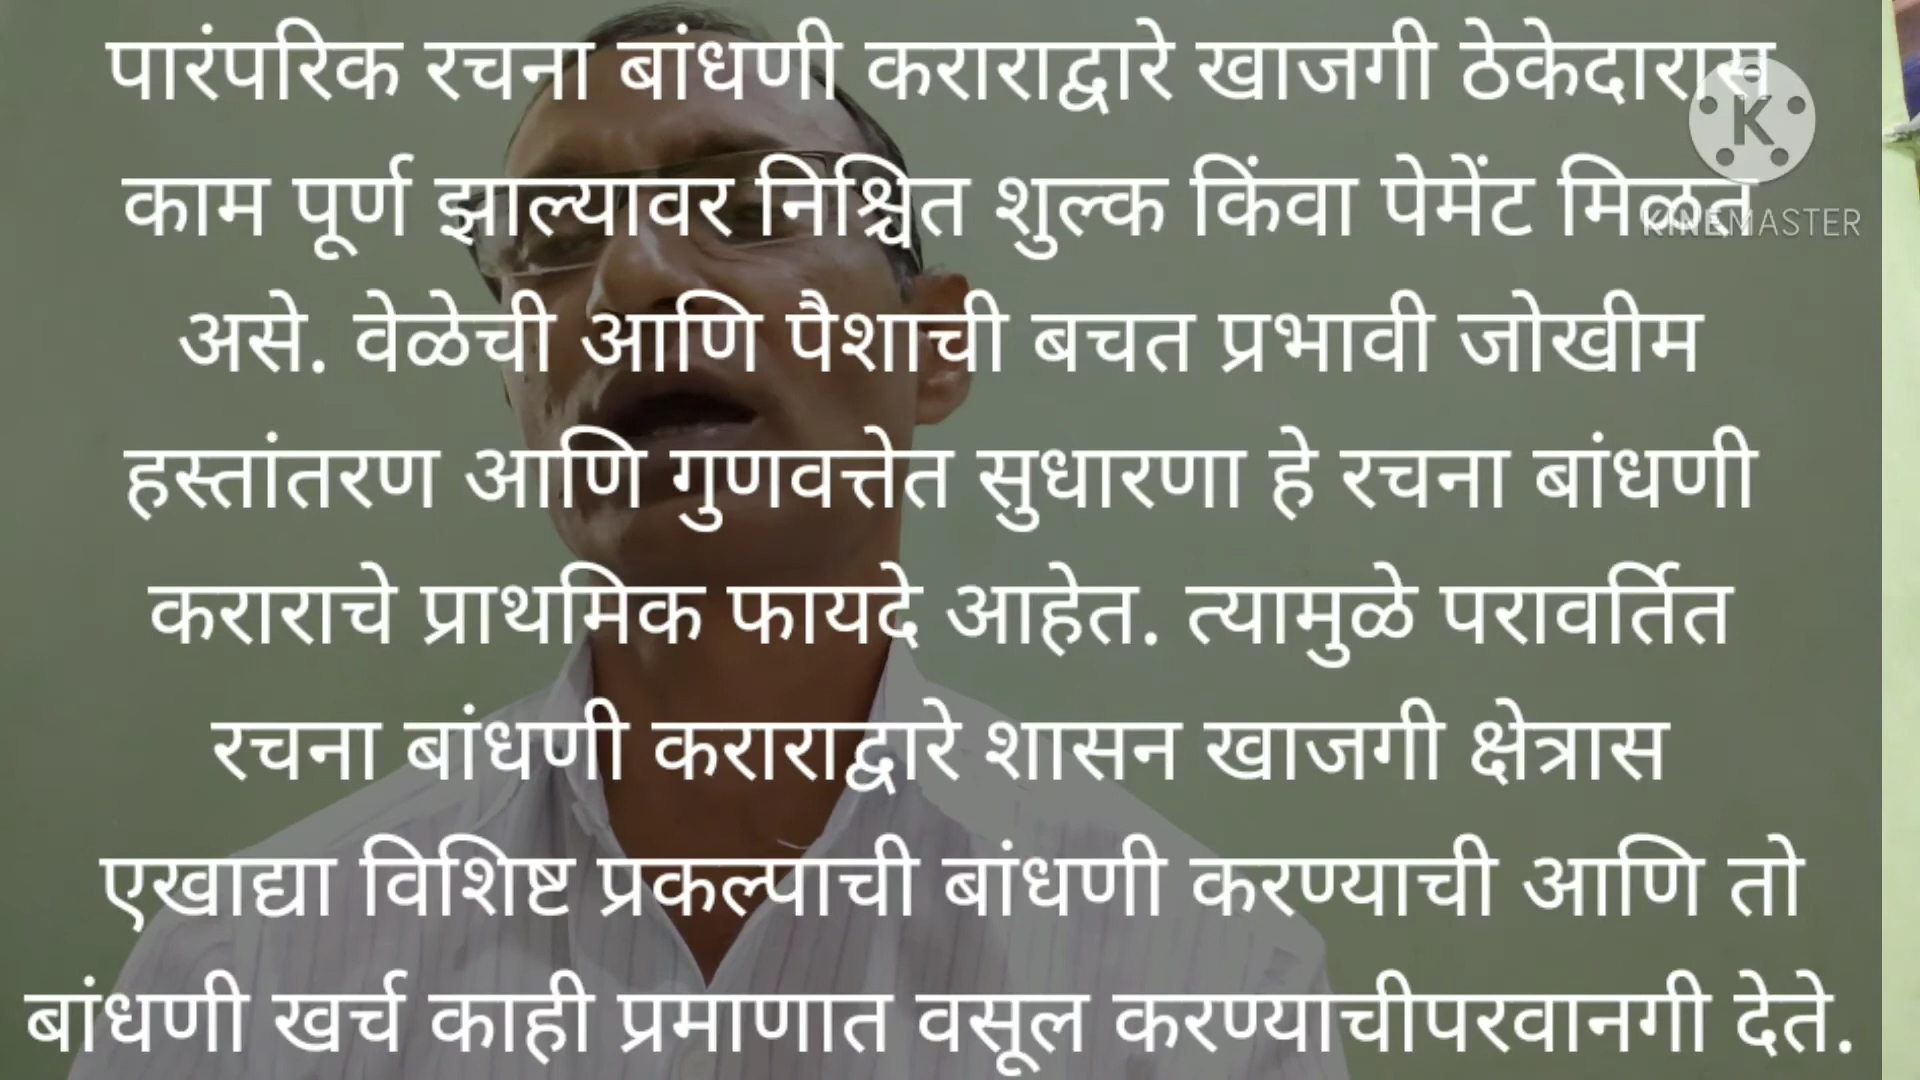 पारंपरिक रचना बांधणी कराराद्वारे खाजगी ठेकेदारास
काम पूर्ण झाल्यावर निश्चित शुल्क किंवा पेमेंट मिळत
असे. वेळेची आणि पैशाची बचत प्रभावी जोखीम
हस्तांतरण आणि गुणवत्तेत सुधारणा हे रचना बांधणी
कराराचे प्राथमिक फायदे आहेत. त्यामुळे परावर्तित
रचना बांधणी कराराद्वारे शासन खाजगी क्षेत्रास
एखाद्या विशिष्ट प्रकल्पाची बांधणी करण्याची आणि तो
बांधणी खर्च काही प्रमाणात वसूल करण्याचीपरवानगी देते.
K
KINEMASTER